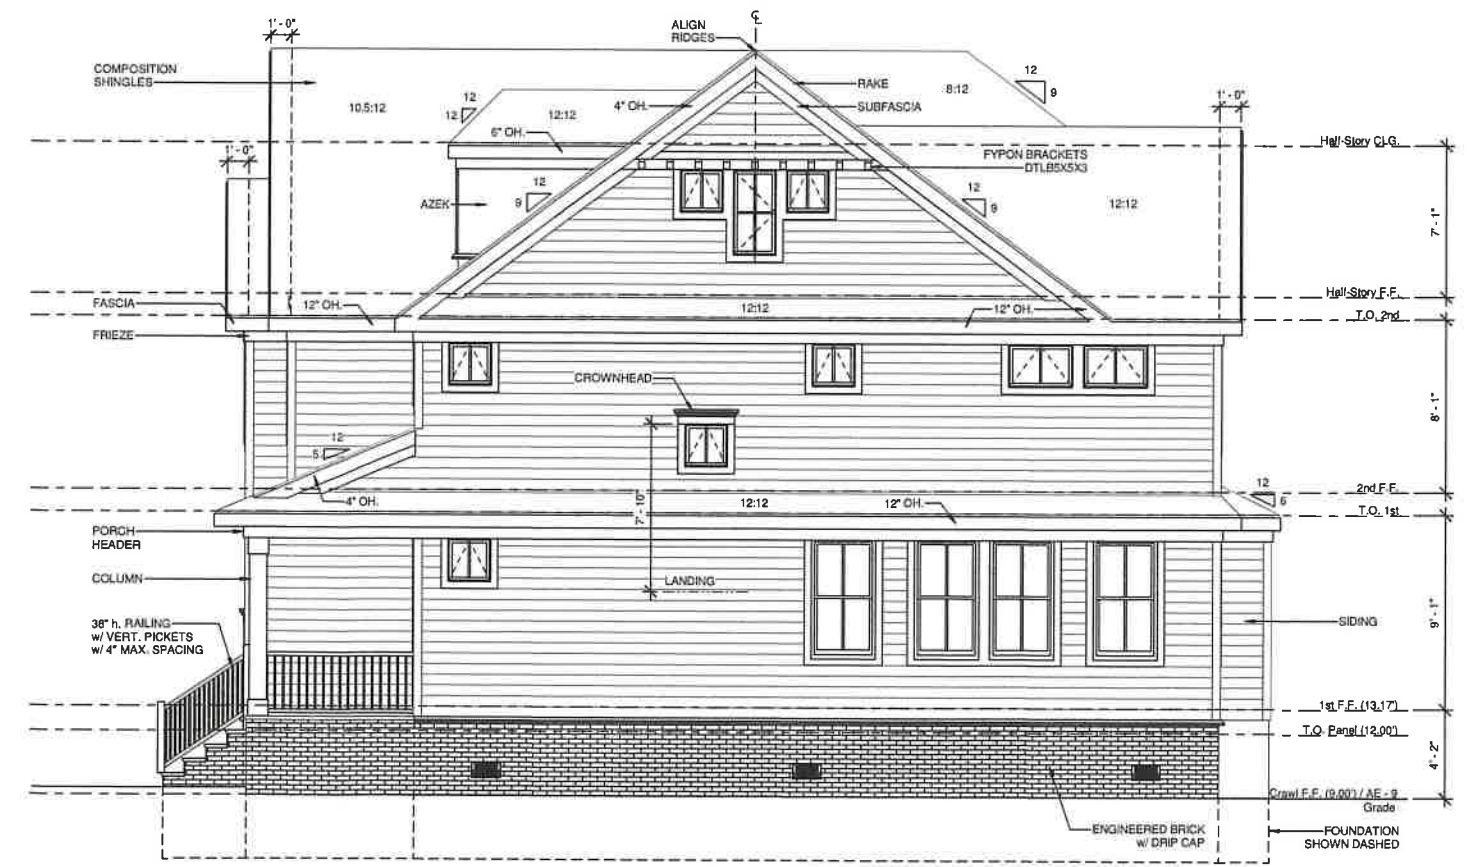 1' - 0"
ALIGN
RIDGES
COMPOSITION
SHINGLES
10.5:12
12
12
12:12
4" OH.
RAKE
SUBFASCIA
8:12
12
9
1' - 0"
6" OH.
1' - 0"
Half-Story CLG.
FYPON BRACKETS
DTLB5X5X3
AZEK
12
9
12
9
12:12
7' - 1"
FASCIA
12" OH.
12:12
12" OH.
Half-Story F.F.
T.O. 2nd
FRIEZE
CROWNHEAD
8' - 1"
12
5
4" OH.
7' - 10"
12:12
12" OH.
12
6
2nd F.F.
T.O. 1st
PORCH
HEADER
COLUMN
LANDING
36" h. RAILING
w/ VERT. PICKETS
w/ 4" MAX. SPACING
SIDING
9' - 1"
1st F.F. (13.17')
T.O. Panel (12.00')
4' - 2"
Crawl F.F. (9.00') / AE - 9
Grade
ENGINEERED BRICK
w/ DRIP CAP
FOUNDATION
SHOWN DASHED